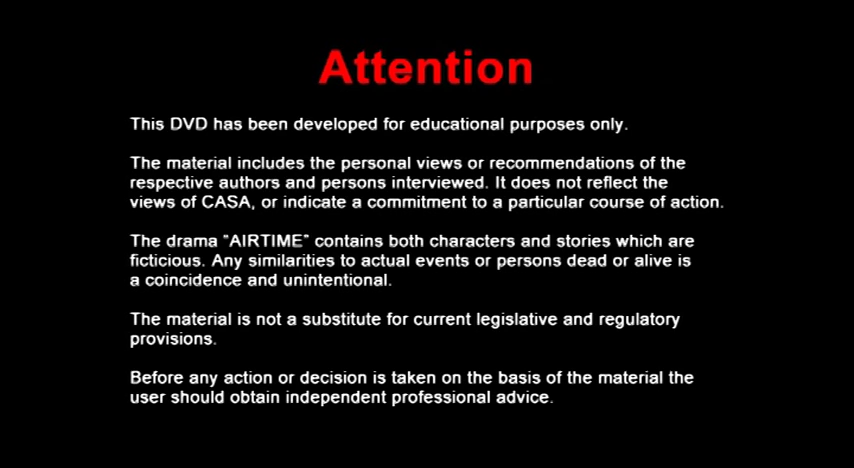 Attention
This DVD has been developed for educational purposes only.
The material includes the personal views or recommendations of the
respective authors and persons interviewed. It does not reflect the
views of CASA, or indicate a commitment to a particular course of action.
The drama "AIRTIME" contains both characters and stories which are
ficticious. Any similarities to actual events or persons dead or alive is
a coincidence and unintentional.
The material is not a substitute for current legislative and regulatory
provisions.
Before any action or decision is taken on the basis of the material the
user should obtain independent professional advice.